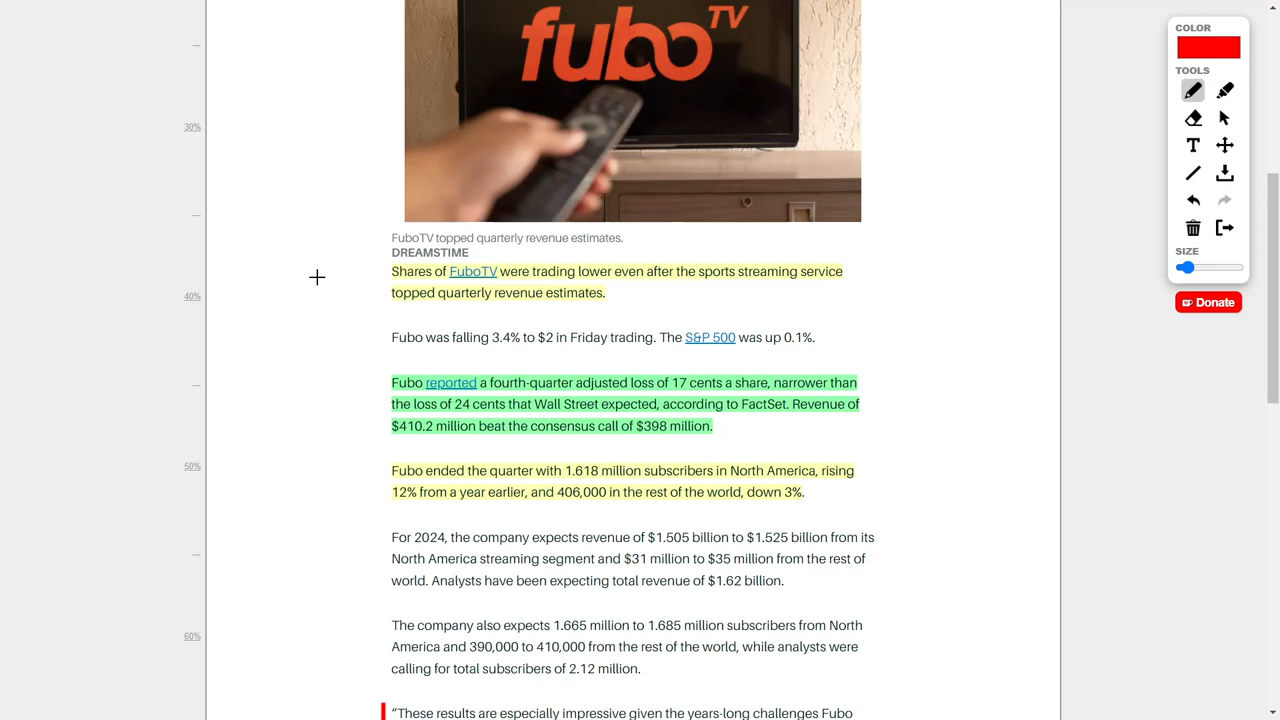 fuboTV
COLOR
TOOLS
30%
FuboTV topped quarterly revenue estimates.
DREAMSTIME
Shares of FuboTV were trading lower even after the sports streaming service
topped quarterly revenue estimates.
SIZE
40%
Donate
Fubo was falling 3.4% to $2 in Friday trading. The S&P 500 was up 0.1%.
Fubo reported a fourth-quarter adjusted loss of 17 cents a share, narrower than
the loss of 24 cents that Wall Street expected, according to FactSet. Revenue of
$410.2 million beat the consensus call of $398 million.
50%
Fubo ended the quarter with 1.618 million subscribers in North America, rising
12% from a year earlier, and 406,000 in the rest of the world, down 3%.
For 2024, the company expects revenue of $1.505 billion to $1.525 billion from its
North America streaming segment and $31 million to $35 million from the rest of
world. Analysts have been expecting total revenue of $1.62 billion.
60%
The company also expects 1.665 million to 1.685 million subscribers from North
America and 390,000 to 410,000 from the rest of the world, while analysts were
calling for total subscribers of 2.12 million.
"These results are especially impressive given the years-long challenges Fubo